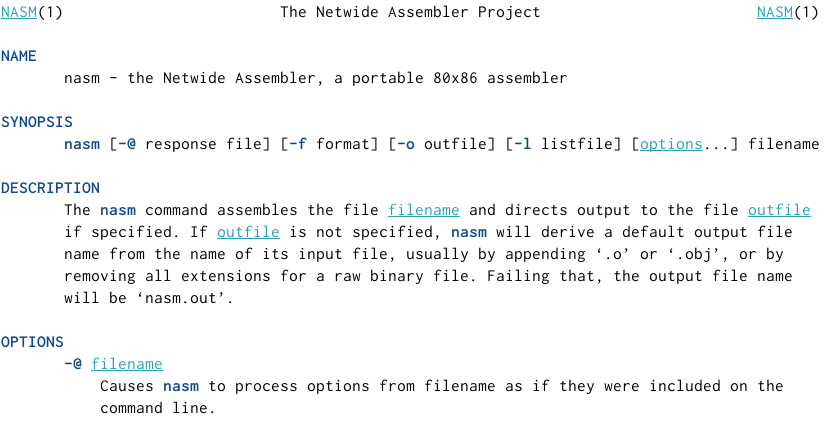 NASM(1) The Netwide Assembler Project NASM(1)
NAME
nasm - the Netwide Assembler, a portable 80x86 assembler
SYNOPSIS
nasm [-@ response file] [-f format] [-o outfile] [-l listfile] [options...] filename
DESCRIPTION
The nasm command assembles the file filename and directs output to the file outfile
if specified. If outfile is not specified, nasm will derive a default output file
name from the name of its input file, usually by appending ‘.o’ or ‘.obj’, or by
removing all extensions for a raw binary file. Failing that, the output file name
will be ‘nasm.out’.
OPTIONS
-@ filename
Causes nasm to process options from filename as if they were included on the
command line.